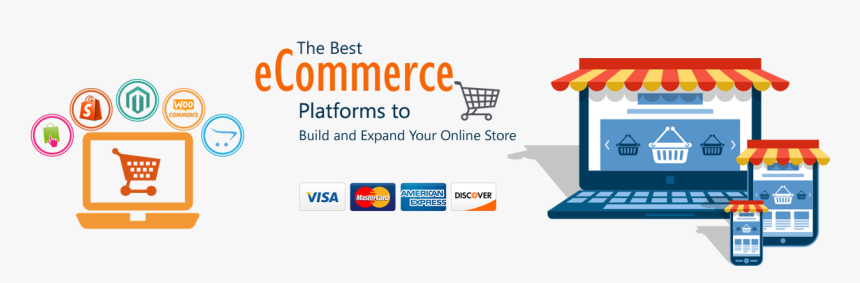 The Best
eCommerce
Platforms to
Build and Expand Your Online Store
WOO
COMMERCE
VISA
MasterCard
AMERICAN
EXPRESS
DISCOVER